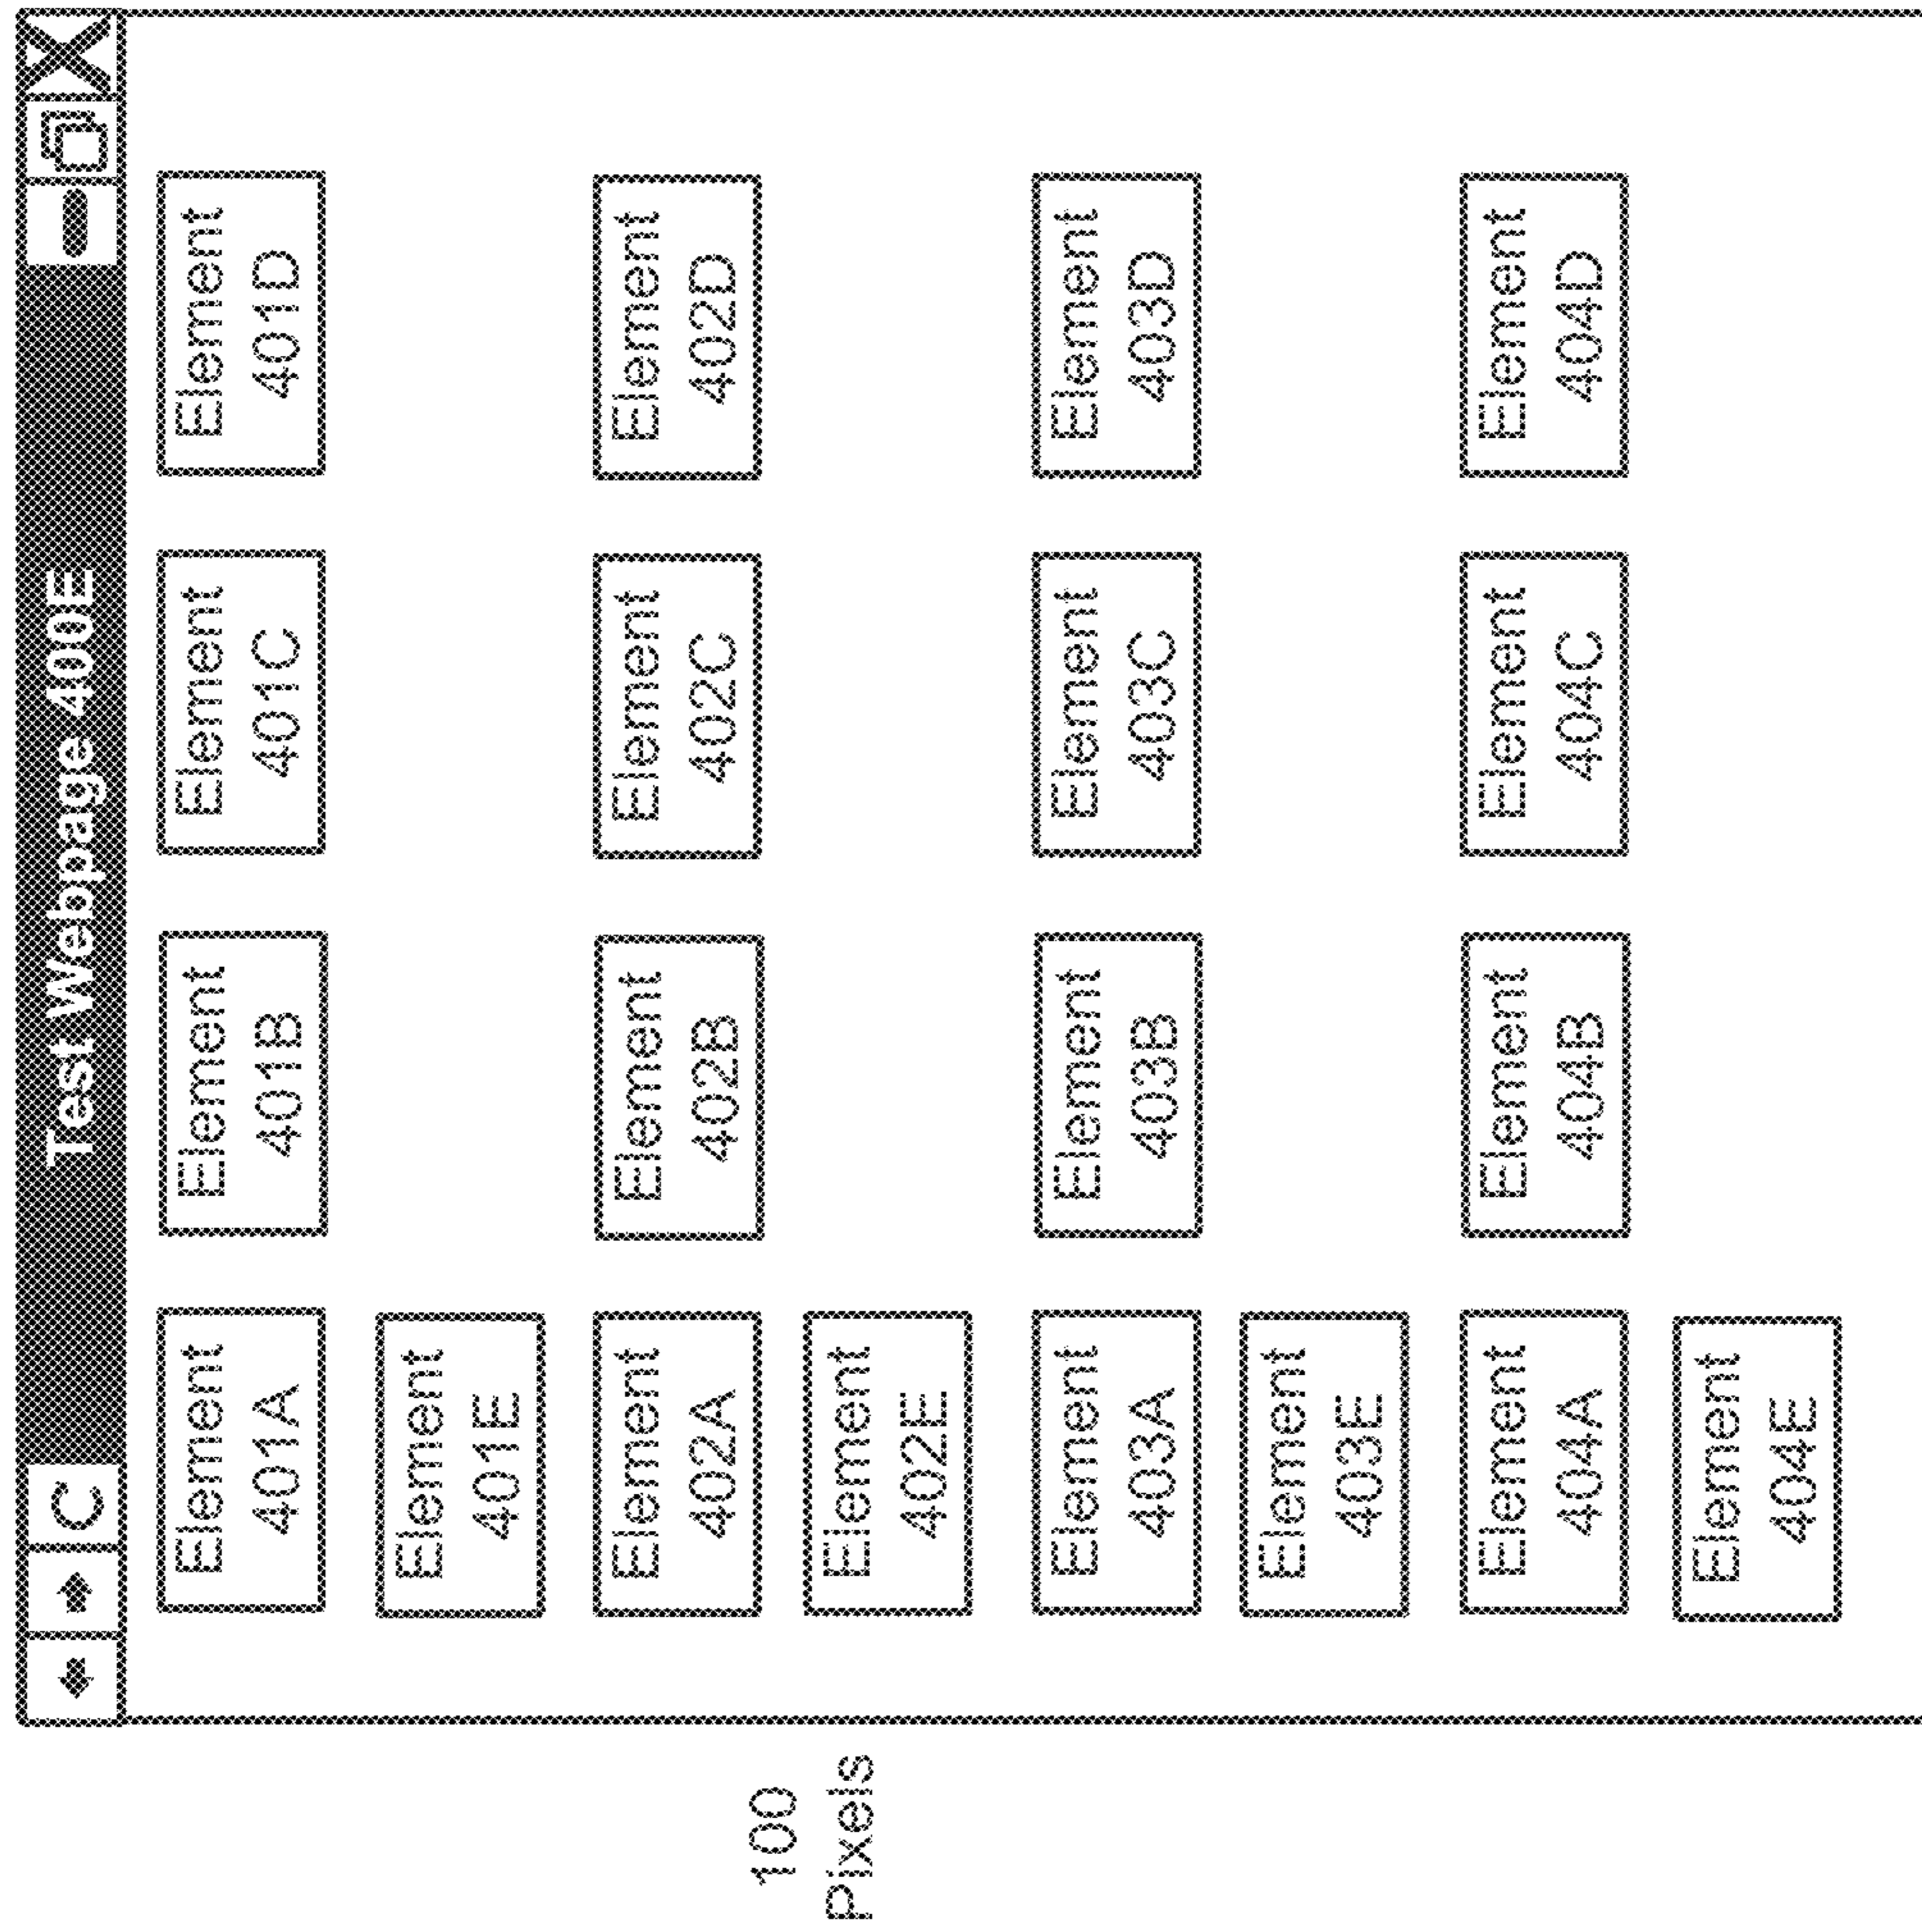 C
Test Webpage 400E
Element
401A
Element
401B
Element
401C
Element
401D
Element
401E
Element
402A
Element
402B
Element
402C
Element
402D
Element
402E
Element
403A
Element
403B
Element
403C
Element
403D
Element
403E
Element
404A
Element
404B
Element
404C
Element
404D
Element
404E
100
Pixels